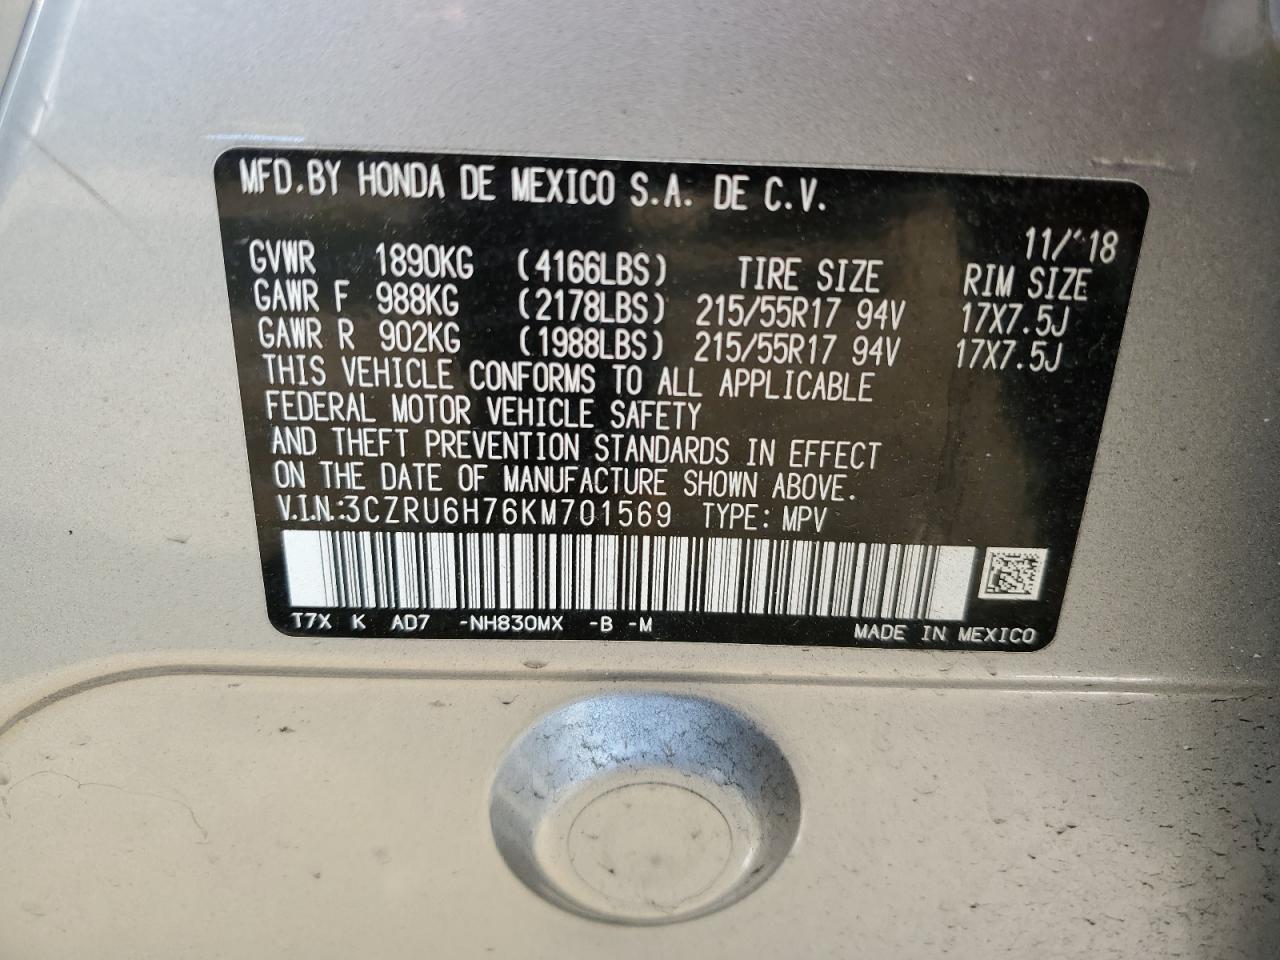 MFD.BY HONDA DE MEXICO S.A. DE C.V.
11/'18
GVWR 1890KG (4166LBS) TIRE SIZE RIM SIZE
GAWR F 988KG (2178LBS) 215/55R17 94V 17X7.5J
GAWR R 902KG (1988LBS) 215/55R17 94V 17X7.5J
THIS VEHICLE CONFORMS TO ALL APPLICABLE
FEDERAL MOTOR VEHICLE SAFETY
AND THEFT PREVENTION STANDARDS IN EFFECT
ON THE DATE OF MANUFACTURE SHOWN ABOVE.
V.I.N.:3CZRU6H76KM701569 TYPE: MPV
T7X K AD7 -NH830MX -B -M
MADE IN MEXICO